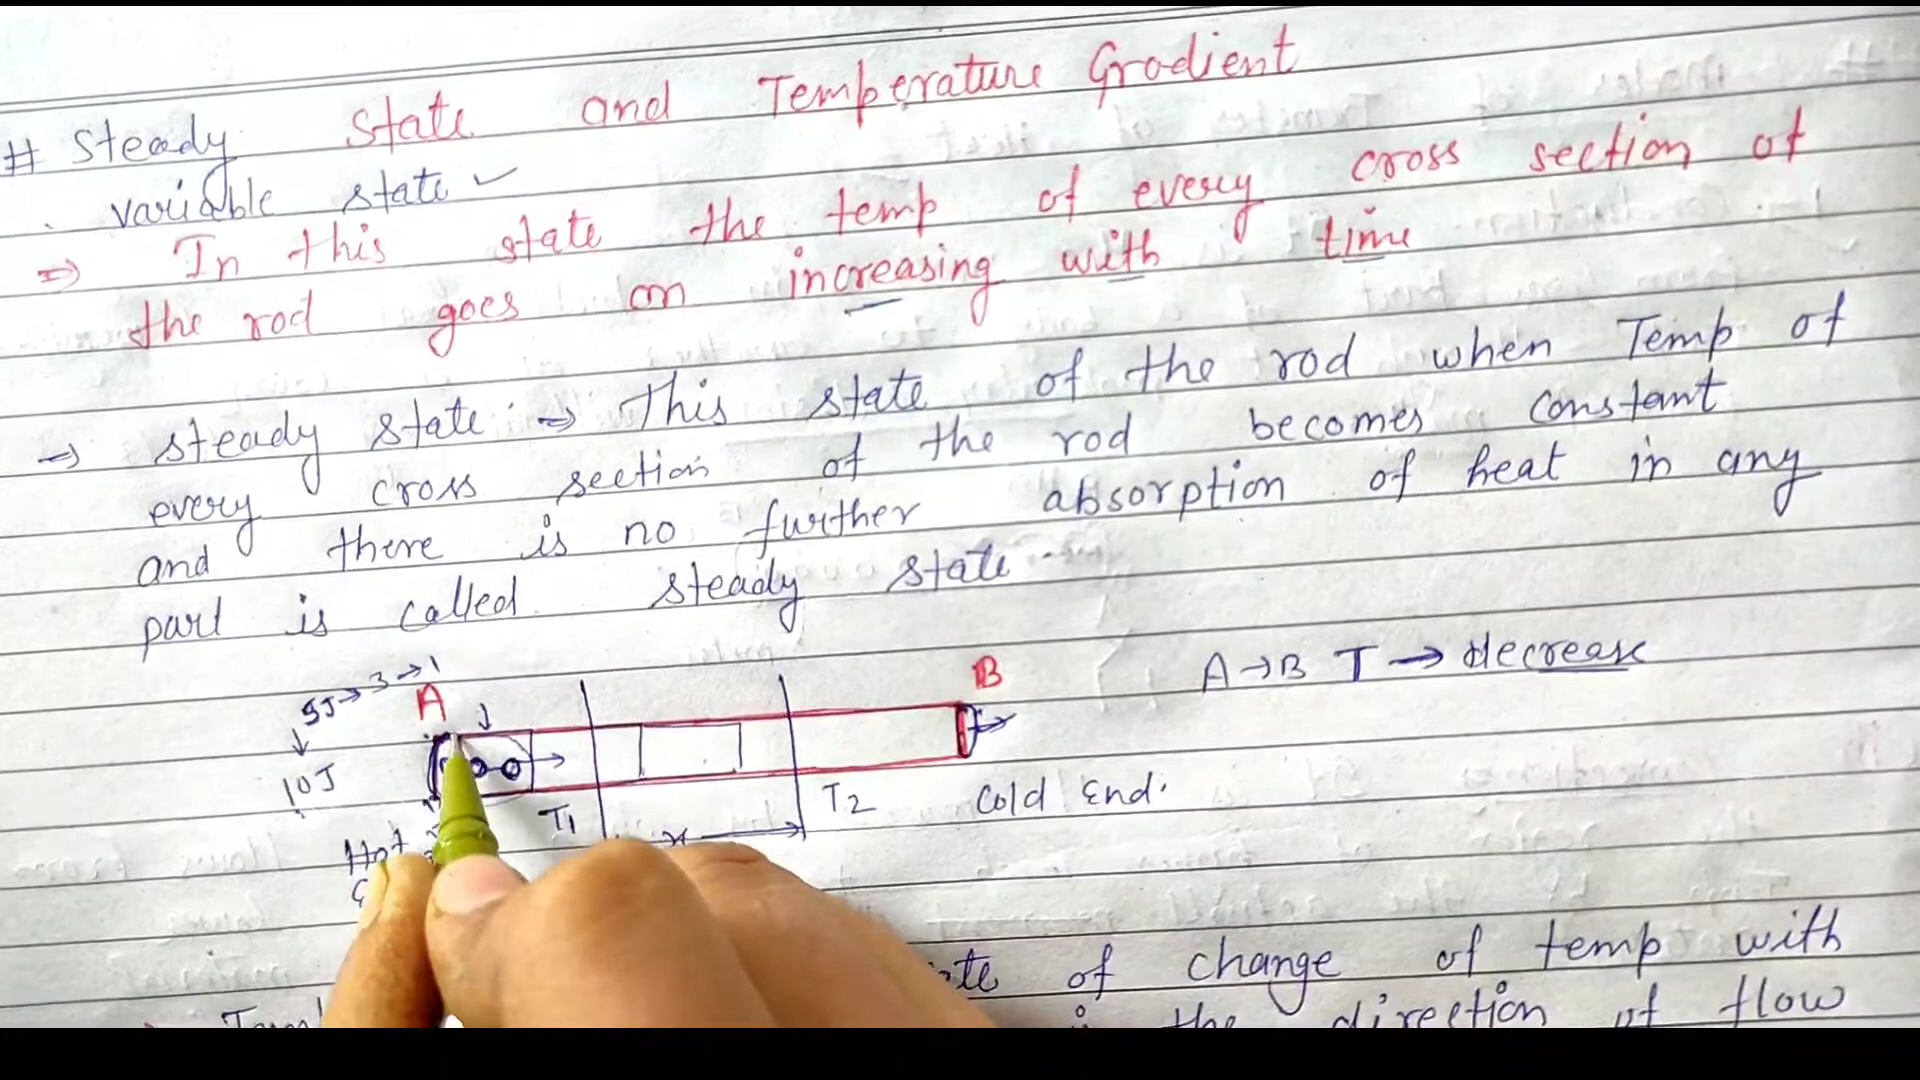 # Steady State and Temperature Gradient
variable state ✓
⇒ In this state the temp of every cross section of
the rod goes on increasing with time
→ steady state :→ This state of the rod when Temp of
every cross section of the rod becomes constant
and there is no further absorption of heat in any
part is called steady state
5J→3→1
A
B
A→B T → decrease
10J
T1
x
T2
Cold End.
Hot
of change of temp with
the direction of flow